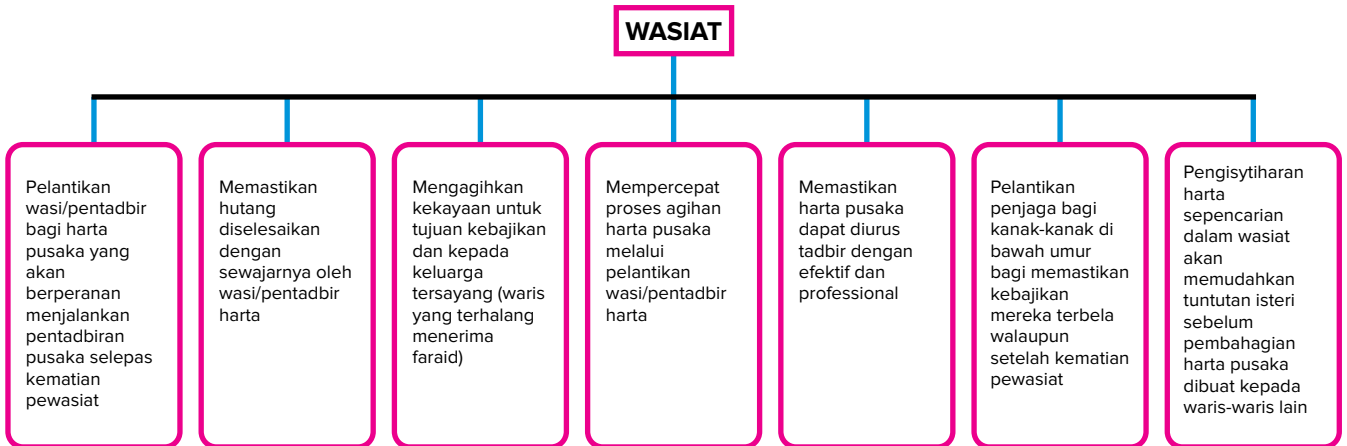 WASIAT
Pelantikan
wasi/pentadbir
bagi harta
pusaka yang
akan
berperanan
menjalankan
pentadbiran
pusaka selepas
kematian
pewasiat
Memastikan
hutang
diselesaikan
dengan
sewajarnya oleh
wasi/pentadbir
harta
Mengagihkan
kekayaan untuk
tujuan kebajikan
dan kepada
keluarga
tersayang (waris
yang terhalang
menerima
faraid)
Mempercepat
proses agihan
harta pusaka
melalui
pelantikan
wasi/pentadbir
harta
Memastikan
harta pusaka
dapat diurus
tadbir dengan
efektif dan
professional
Pelantikan
penjaga bagi
kanak-kanak di
bawah umur
bagi memastikan
kebajikan
mereka terbela
walaupun
setelah kematian
pewasiat
Pengisytiharan
harta
sepencarian
dalam wasiat
akan
memudahkan
tuntutan isteri
sebelum
pembahagian
harta pusaka
dibuat kepada
waris-waris lain